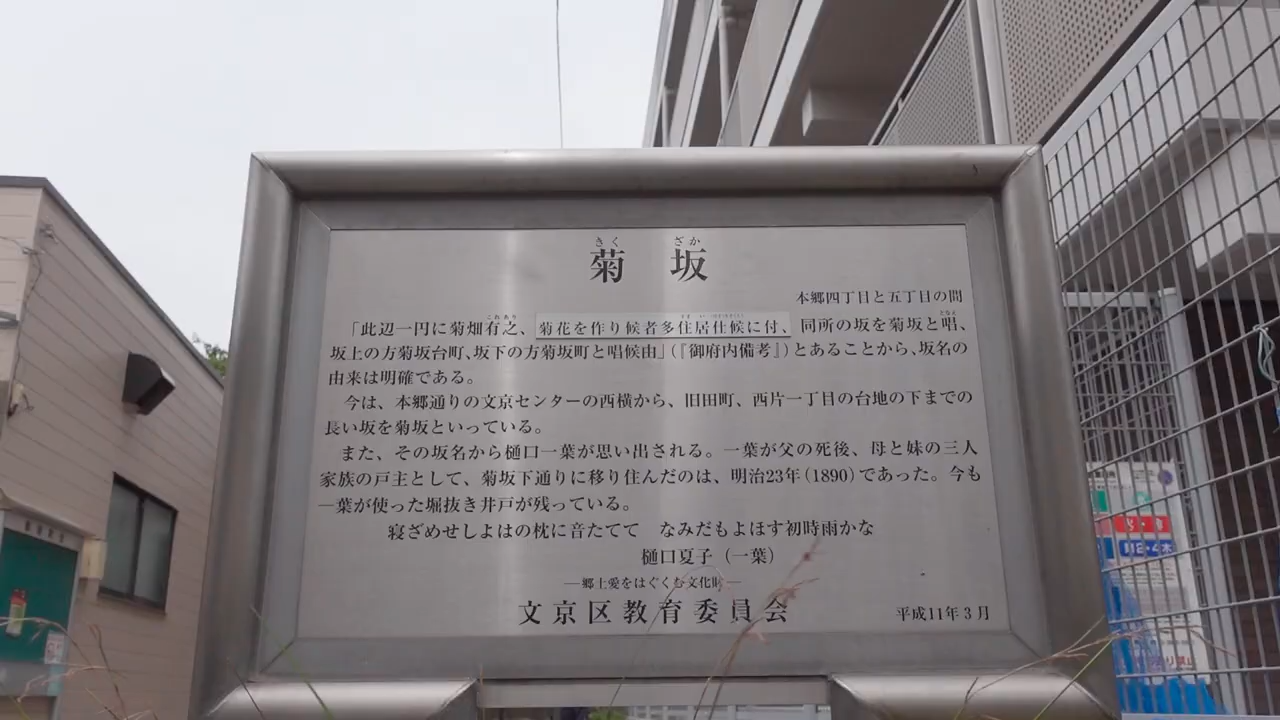 きく ざか
菊 坂
本郷四丁目と五丁目の間
「此辺一円に菊畑有之、菊花を作り候者多住居仕候に付、同所の坂を菊坂と唱、
坂上の方菊坂台町、坂下の方菊坂町と唱候由」(『御府内備考』)とあることから、坂名の
由来は明確である。
今は、本郷通りの文京センターの西横から、旧田町、西片一丁目の台地の下までの
長い坂を菊坂といっている。
また、その坂名から樋口一葉が思い出される。一葉が父の死後、母と妹の三人
家族の戸主として、菊坂下通りに移り住んだのは、明治23年(1890)であった。今も
一葉が使った堀抜き井戸が残っている。
寝ざめせしよはの枕に音たてて なみだもよほす初時雨かな
樋口夏子(一葉)
―郷土愛をはぐくむ文化財―
文京区教育委員会
平成11年3月